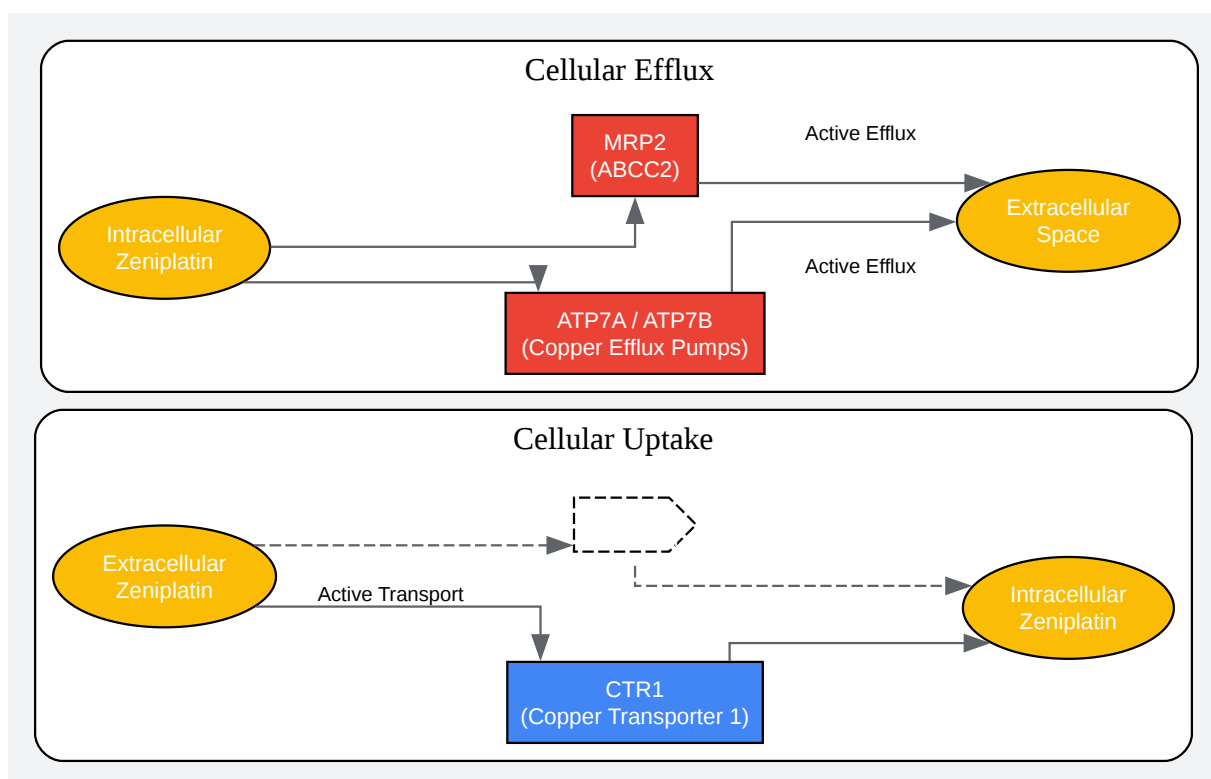 Cellular Efflux
MRP2
(ABCC2)
Active Efflux
Intracellular
Zeniplatin
Extracellular
Space
Active Efflux
ATP7A / ATP7B
(Copper Efflux Pumps)
Cellular Uptake
Extracellular
Zeniplatin
Active Transport
Intracellular
Zeniplatin
CTR1
(Copper Transporter 1)